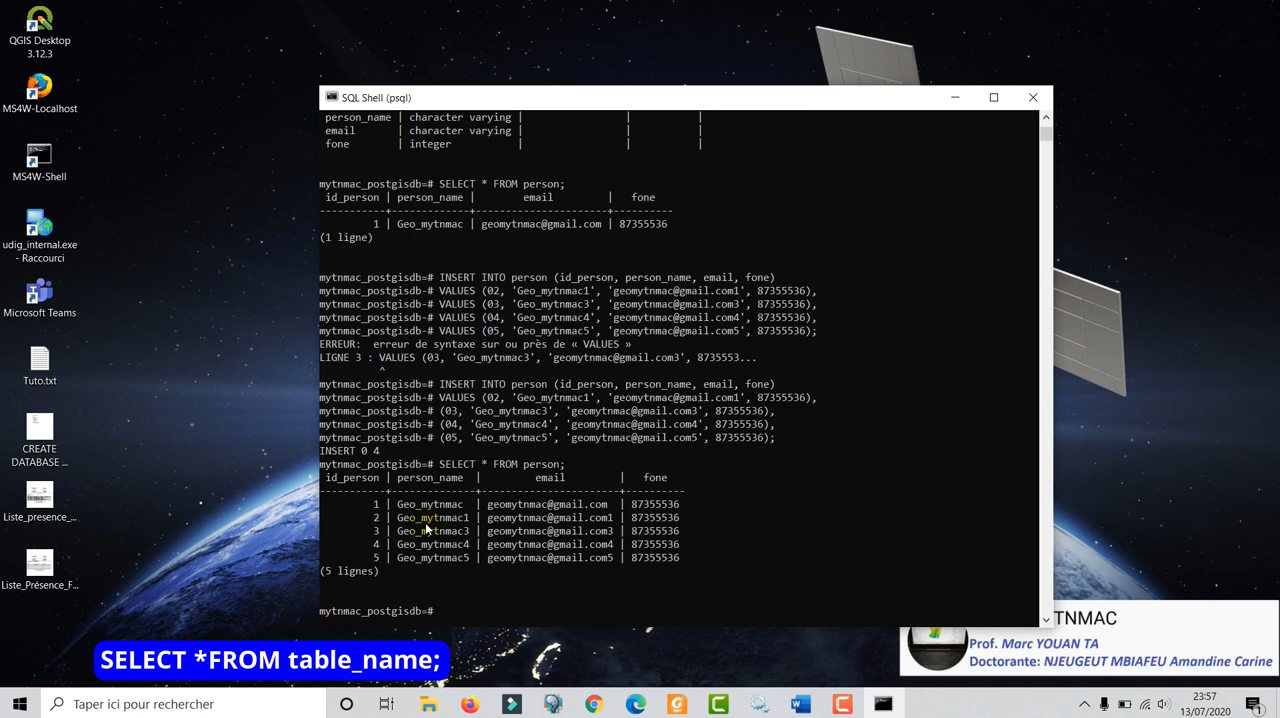 QGIS Desktop
3.12.3
MS4W-Localhost
MS4W-Shell
udig_internal.exe
- Raccourci
Microsoft Teams
Tuto.txt
CREATE
DATABASE ...
Liste_presence_...
Liste_Présence_F...
SQL Shell (psql)
person_name | character varying | | |
email | character varying | | |
fone | integer | | |
mytnmac_postgisdb=# SELECT * FROM person;
id_person | person_name | email | fone
-----------+-------------+----------------------+----------
1 | Geo_mytnmac | geomytnmac@gmail.com | 87355536
(1 ligne)
mytnmac_postgisdb=# INSERT INTO person (id_person, person_name, email, fone)
mytnmac_postgisdb-# VALUES (02, 'Geo_mytnmac1', 'geomytnmac@gmail.com1', 87355536),
mytnmac_postgisdb-# VALUES (03, 'Geo_mytnmac3', 'geomytnmac@gmail.com3', 87355536),
mytnmac_postgisdb-# VALUES (04, 'Geo_mytnmac4', 'geomytnmac@gmail.com4', 87355536),
mytnmac_postgisdb-# VALUES (05, 'Geo_mytnmac5', 'geomytnmac@gmail.com5', 87355536);
ERREUR:  erreur de syntaxe sur ou près de « VALUES »
LIGNE 3 : VALUES (03, 'Geo_mytnmac3', 'geomytnmac@gmail.com3', 8735553...
^
mytnmac_postgisdb=# INSERT INTO person (id_person, person_name, email, fone)
mytnmac_postgisdb-# VALUES (02, 'Geo_mytnmac1', 'geomytnmac@gmail.com1', 87355536),
mytnmac_postgisdb-# (03, 'Geo_mytnmac3', 'geomytnmac@gmail.com3', 87355536),
mytnmac_postgisdb-# (04, 'Geo_mytnmac4', 'geomytnmac@gmail.com4', 87355536),
mytnmac_postgisdb-# (05, 'Geo_mytnmac5', 'geomytnmac@gmail.com5', 87355536);
INSERT 0 4
mytnmac_postgisdb=# SELECT * FROM person;
id_person | person_name | email | fone
-----------+--------------+-----------------------+----------
1 | Geo_mytnmac | geomytnmac@gmail.com | 87355536
2 | Geo_mytnmac1 | geomytnmac@gmail.com1 | 87355536
3 | Geo_mytnmac3 | geomytnmac@gmail.com3 | 87355536
4 | Geo_mytnmac4 | geomytnmac@gmail.com4 | 87355536
5 | Geo_mytnmac5 | geomytnmac@gmail.com5 | 87355536
(5 lignes)
mytnmac_postgisdb=#
SELECT *FROM table_name;
TNMAC
Prof. Marc YOUAN TA
Doctorante: NJEUGEUT MBIAFEU Amandine Carine
Taper ici pour rechercher
23:57
13/07/2020
1